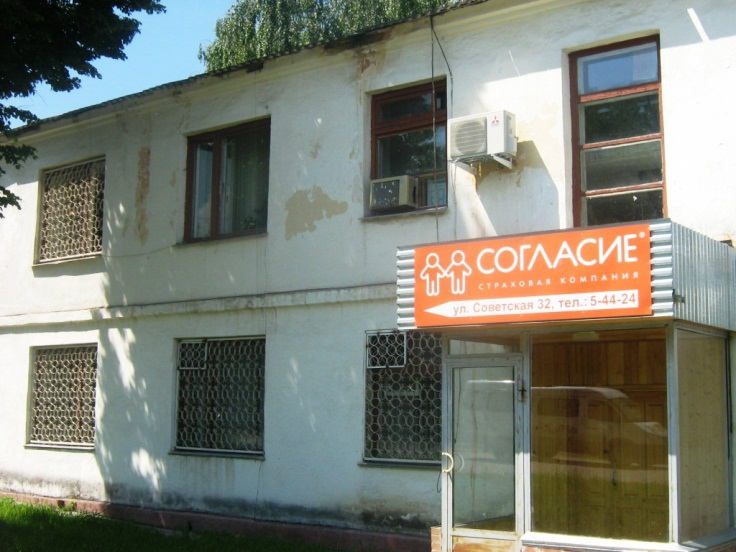 СОГЛАСИЕ®
СТРАХОВАЯ КОМПАНИЯ
ул. Советская 32, тел.: 5-44-24